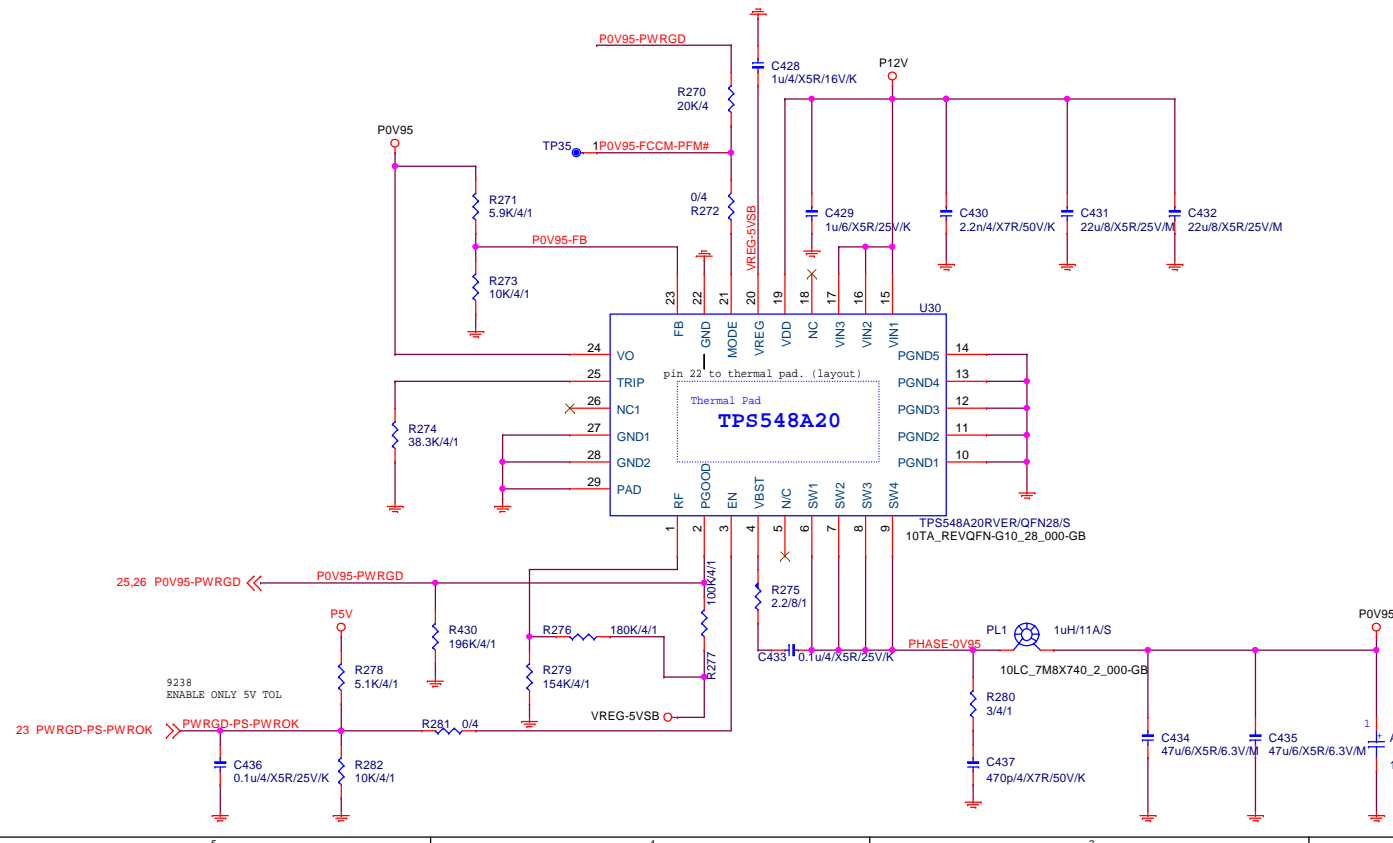 P0V95-PWRGD
C428
1u/4/X5R/16V/K
P12V
R270
20K/4
P0V95
TP35
1
P0V95-FCCM-PFM#
R271
5.9K/4/1
0/4
R272
VREG-5VSB
C429
1u/6/X5R/25V/K
C430
2.2n/4/X7R/50V/K
C431
22u/8/X5R/25V/M
C432
22u/8/X5R/25V/M
P0V95-FB
R273
10K/4/1
23
22
21
20
19
18
17
16
15
U30
FB
GND
MODE
VREG
VDD
NC
VIN3
VIN2
VIN1
24
VO
25
TRIP
26
NC1
27
GND1
28
GND2
29
PAD
pin 22 to thermal pad. (layout)
Thermal Pad
TPS548A20
PGND5
14
PGND4
13
PGND3
12
PGND2
11
PGND1
10
R274
38.3K/4/1
RF
PGOOD
EN
VBST
N/C
SW1
SW2
SW3
SW4
1
2
3
4
5
6
7
8
9
TPS548A20RVER/QFN28/S
10TA_REVQFN-G10_28_000-GB
25,26 P0V95-PWRGD
P0V95-PWRGD
100K/4/1
R277
R275
2.2/8/1
P5V
R430
196K/4/1
R276
180K/4/1
C433
0.1u/4/X5R/25V/K
PHASE-0V95
PL1
1uH/11A/S
10LC_7M8X740_2_000-GB
P0V95
R278
5.1K/4/1
R279
154K/4/1
9238
ENABLE ONLY 5V TOL
VREG-5VSB
R280
3/4/1
23 PWRGD-PS-PWROK
PWRGD-PS-PWROK
R281
0/4
C434
47u/6/X5R/6.3V/M
C435
47u/6/X5R/6.3V/M
1
+
A
1
C436
0.1u/4/X5R/25V/K
R282
10K/4/1
C437
470p/4/X7R/50V/K